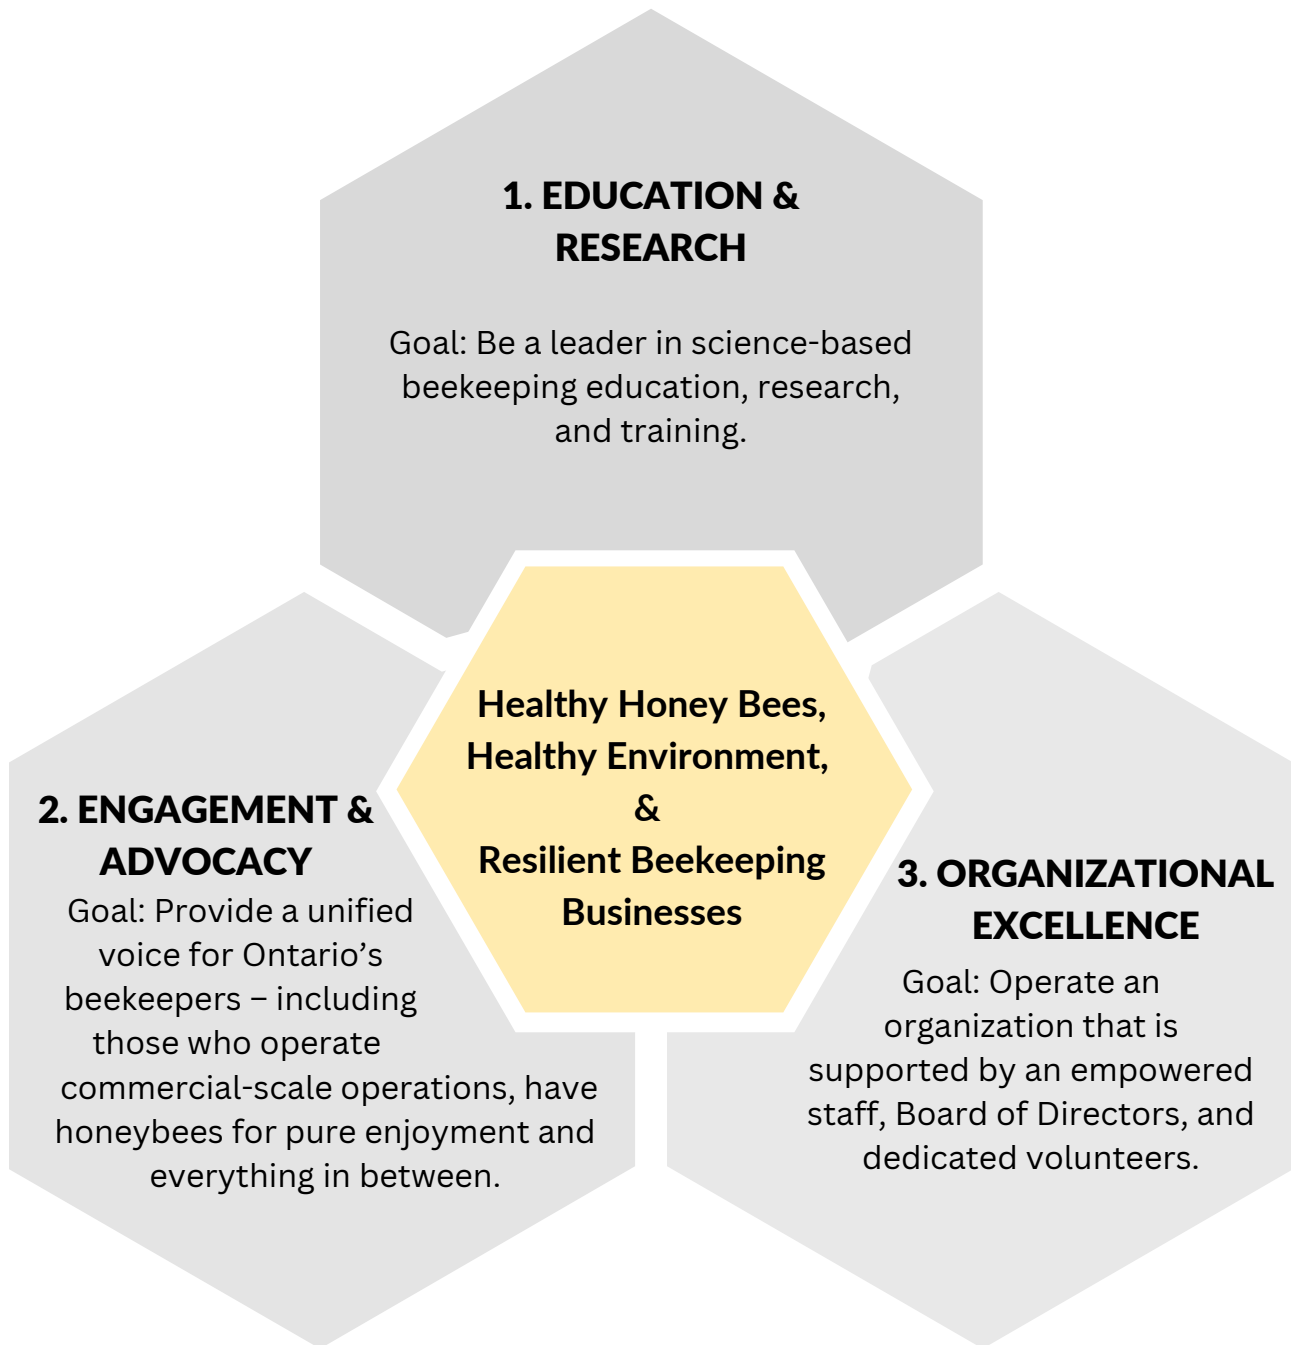 1. EDUCATION &
RESEARCH
Goal: Be a leader in science-based
beekeeping education, research,
and training.
Healthy Honey Bees,
Healthy Environment,
&
Resilient Beekeeping
Businesses
2. ENGAGEMENT &
ADVOCACY
Goal: Provide a unified
voice for Ontario’s
beekeepers – including
those who operate
commercial-scale operations, have
honeybees for pure enjoyment and
everything in between.
3. ORGANIZATIONAL
EXCELLENCE
Goal: Operate an
organization that is
supported by an empowered
staff, Board of Directors, and
dedicated volunteers.